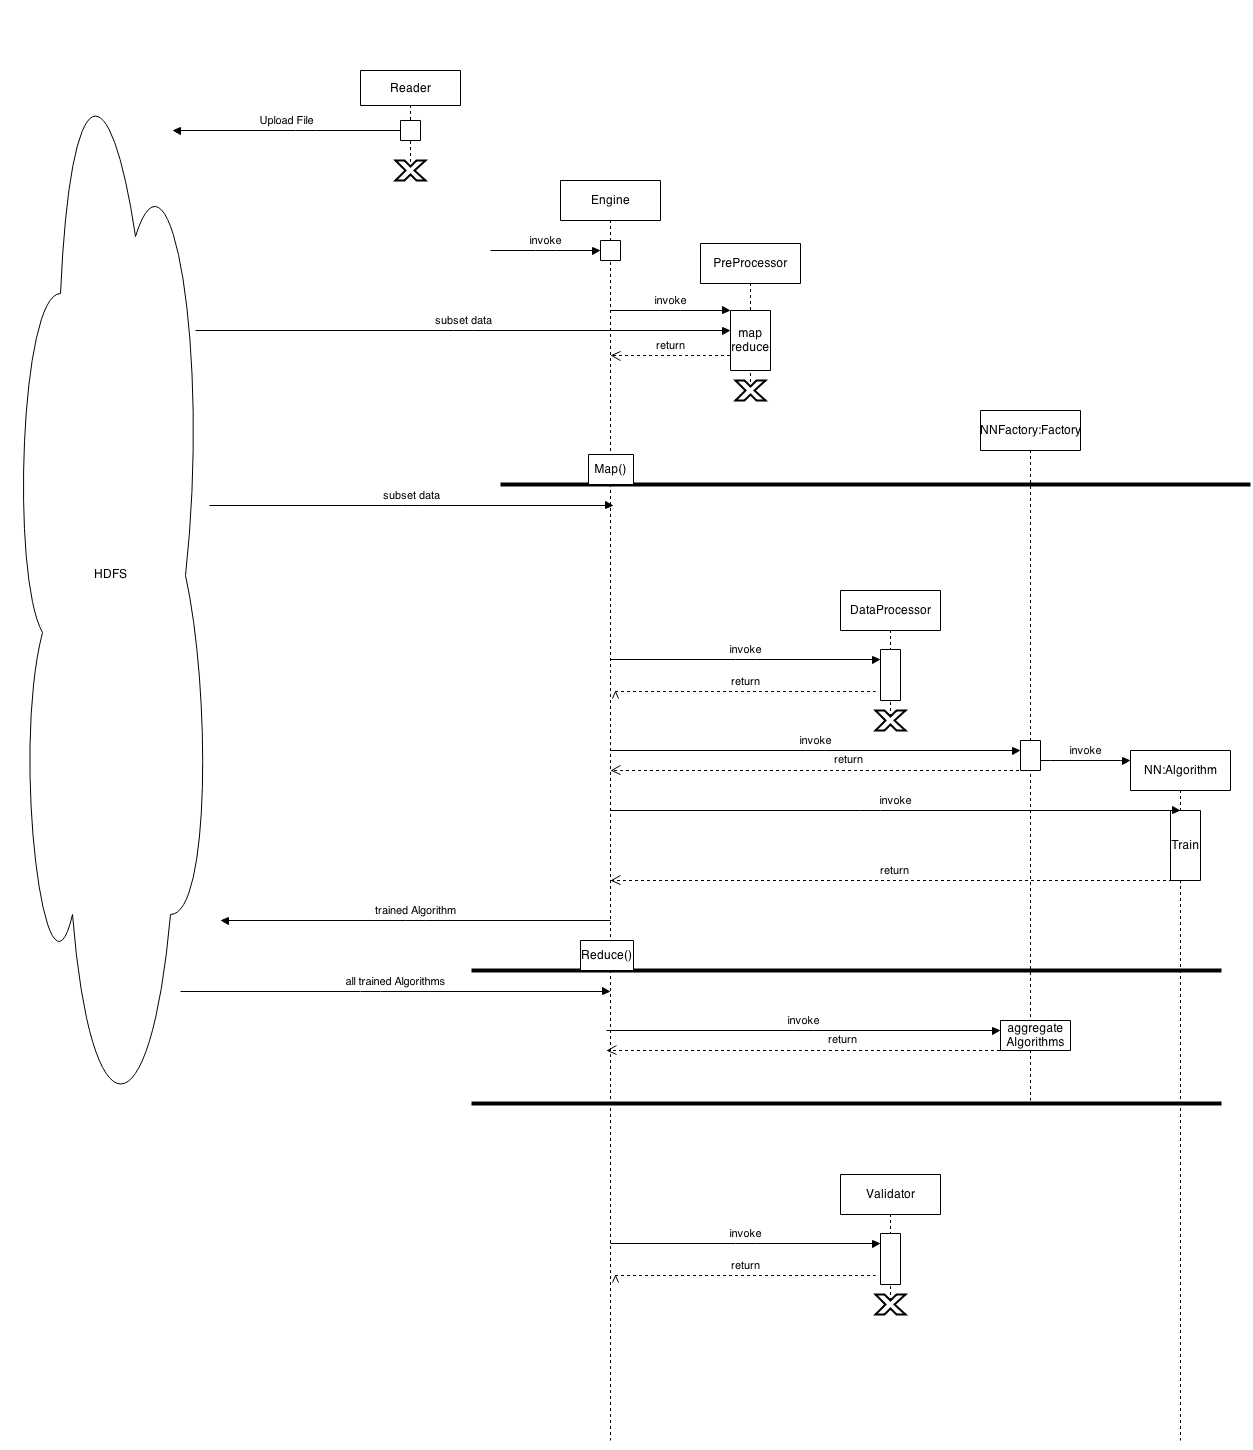 Reader
Upload File
Engine
invoke
PreProcessor
invoke
subset data
map
reduce
return
NNFactory:Factory
Map()
subset data
HDFS
DataProcessor
invoke
return
invoke
invoke
return
NN:Algorithm
invoke
Train
return
trained Algorithm
Reduce()
all trained Algorithms
invoke
aggregate
Algorithms
return
Validator
invoke
return